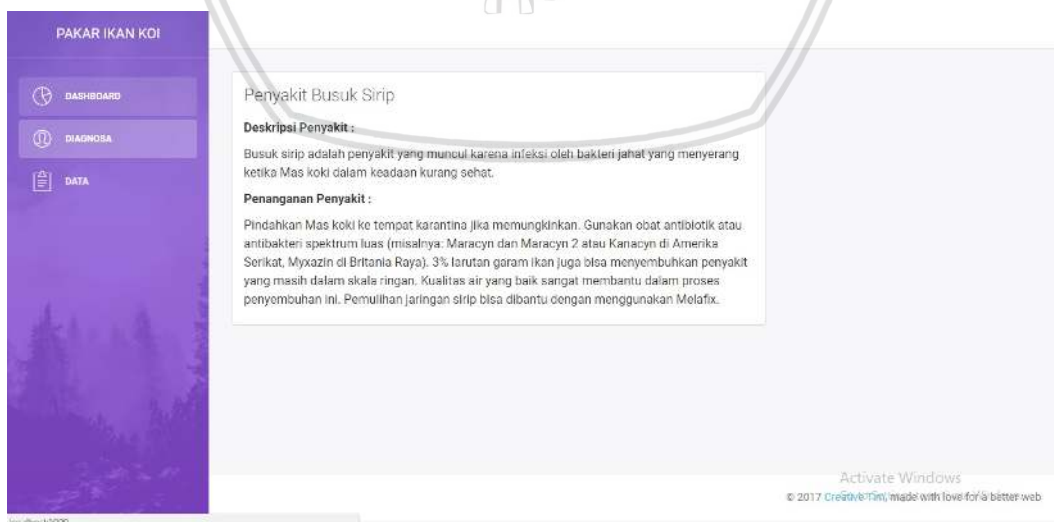 PAKAR IKAN KOI
DASHBOARD
DIAGNOSA
DATA
Penyakit Busuk Sirip
Deskripsi Penyakit :
Busuk sirip adalah penyakit yang muncul karena infeksi oleh bakteri jahat yang menyerang
ketika Mas koki dalam keadaan kurang sehat.
Penanganan Penyakit :
Pindahkan Mas koki ke tempat karantina jika memungkinkan. Gunakan obat antibiotik atau
antibakteri spektrum luas (misalnya: Maracyn dan Maracyn 2 atau Kanacyn di Amerika
Serikat, Myxazin di Britania Raya). 3% larutan garam ikan juga bisa menyembuhkan penyakit
yang masih dalam skala ringan. Kualitas air yang baik sangat membantu dalam proses
penyembuhan ini. Pemulihan jaringan sirip bisa dibantu dengan menggunakan Melafix.
Activate Windows
© 2017 Creative Tim, made with love for a better web